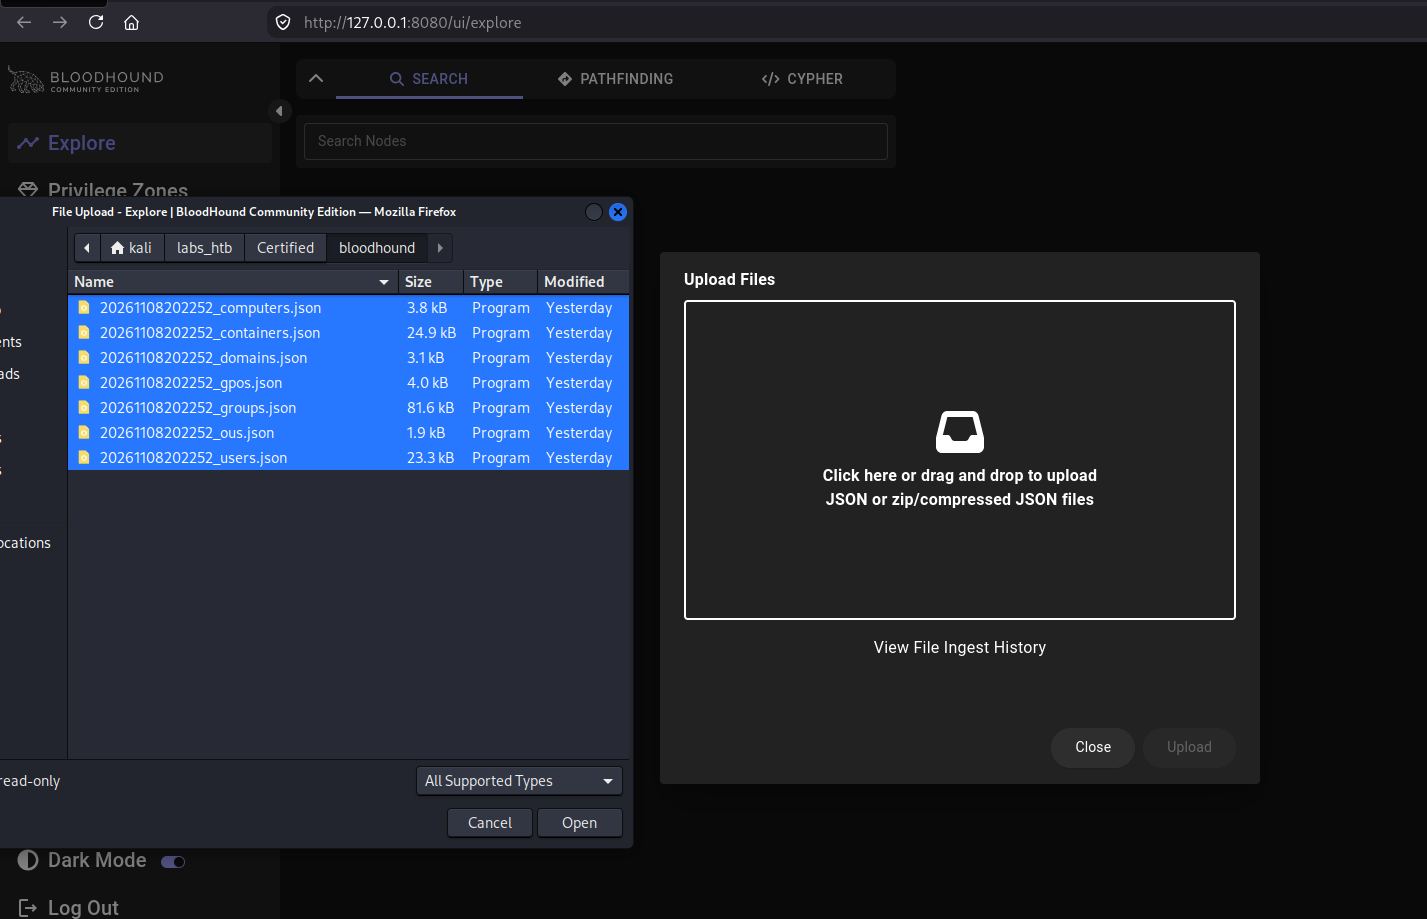 http://127.0.0.1:8080/ui/explore
BLOODHOUND
COMMUNITY EDITION
SEARCH
PATHFINDING
</> CYPHER
Search Nodes
Explore
Privilege Zones
File Upload - Explore | BloodHound Community Edition — Mozilla Firefox
kali labs_htb Certified bloodhound
Name Size Type Modified
20261108202252_computers.json 3.8 kB Program Yesterday
20261108202252_containers.json 24.9 kB Program Yesterday
20261108202252_domains.json 3.1 kB Program Yesterday
20261108202252_gpos.json 4.0 kB Program Yesterday
20261108202252_groups.json 81.6 kB Program Yesterday
20261108202252_ous.json 1.9 kB Program Yesterday
20261108202252_users.json 23.3 kB Program Yesterday
ents
ads
s
s
ocations
read-only
All Supported Types
Cancel
Open
Upload Files
Click here or drag and drop to upload
JSON or zip/compressed JSON files
View File Ingest History
Close
Upload
Dark Mode
Log Out